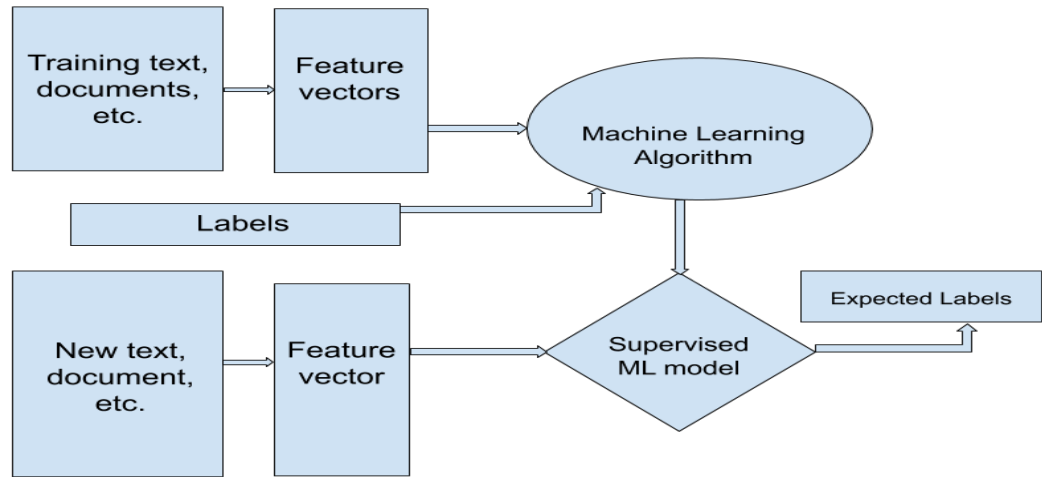 Training text,
documents,
etc.
Feature
vectors
Machine Learning
Algorithm
Labels
New text,
document,
etc.
Feature
vector
Supervised
ML model
Expected Labels